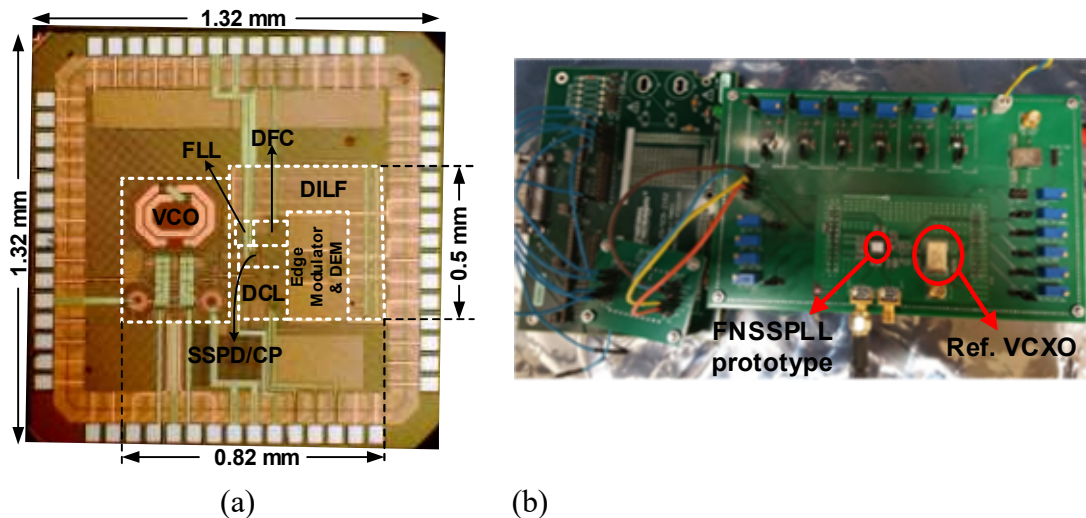 1.32 mm
1.32 mm
DFC
FLL
DILF
VCO
Edge
Modulator
& DEM
0.5 mm
DCL
SSPD/CP
0.82 mm
(a)
FNSSPLL
prototype
Ref. VCXO
(b)